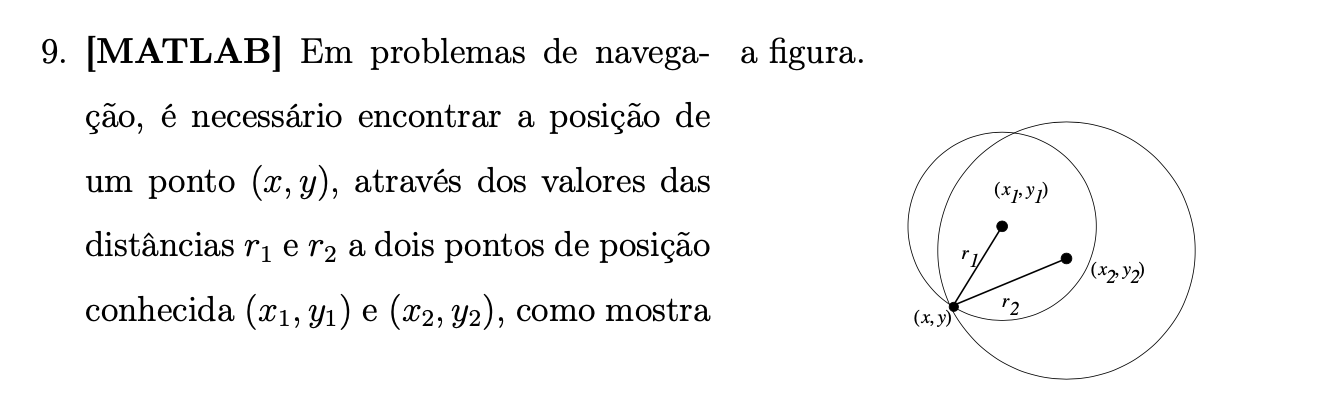 9. [MATLAB] Em problemas de navega-
ção, é necessário encontrar a posição de
um ponto (x, y), através dos valores das
distâncias r₁ e r₂ a dois pontos de posição
conhecida (x₁, y₁) e (x₂, y₂), como mostra
a figura.
(x₁,y₁)
r₁
(x₂,y₂)
r₂
(x,y)